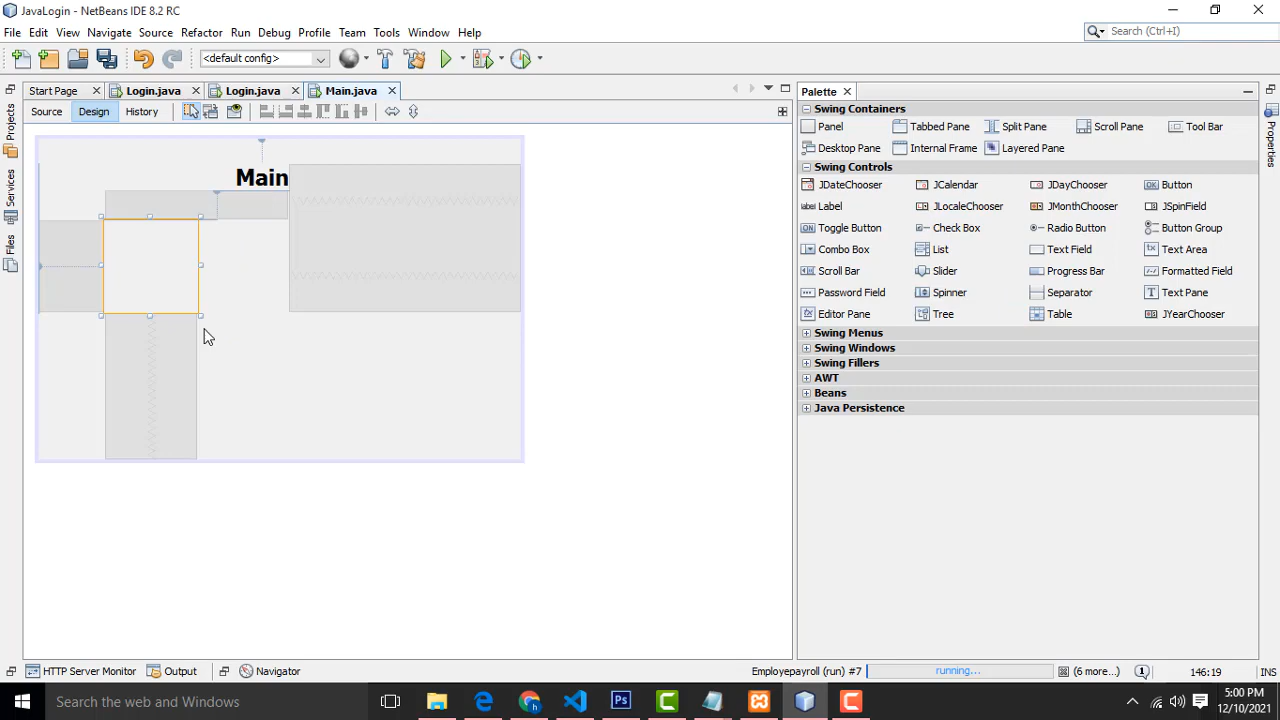 JavaLogin - NetBeans IDE 8.2 RC
File Edit View Navigate Source Refactor Run Debug Profile Team Tools Window Help
Search (Ctrl+I)
<default config>
Start Page Login.java Login.java Main.java
Source Design History
Palette
Projects
Services
Files
Properties
Main
Swing Containers
Panel Tabbed Pane Split Pane Scroll Pane Tool Bar
Desktop Pane Internal Frame Layered Pane
Swing Controls
JDateChooser JCalendar JDayChooser Button
label Label JLocaleChooser JMonthChooser JSpinField
Toggle Button Check Box Radio Button Button Group
Combo Box List Text Field Text Area
Scroll Bar Slider Progress Bar Formatted Field
Password Field Spinner Separator Text Pane
Editor Pane Tree Table JYearChooser
Swing Menus
Swing Windows
Swing Fillers
AWT
Beans
Java Persistence
HTTP Server Monitor Output Navigator Employepayroll (run) #7 running... (6 more...) 1 146:19 INS
Search the web and Windows
5:00 PM
12/10/2021